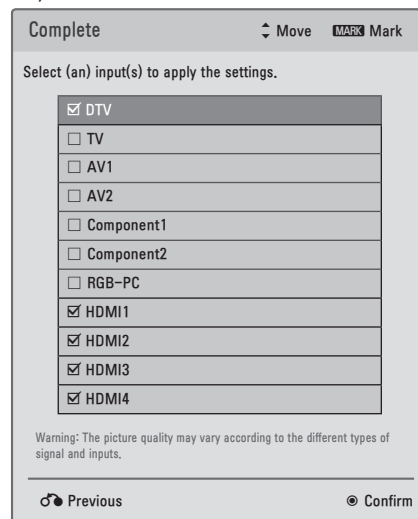 Complete Move MARK Mark
Select (an) input(s) to apply the settings.
☑ DTV
☐ TV
☐ AV1
☐ AV2
☐ Component1
☐ Component2
☐ RGB-PC
☑ HDMI1
☑ HDMI2
☑ HDMI3
☑ HDMI4
Warning: The picture quality may vary according to the different types of
signal and inputs.
Previous Confirm